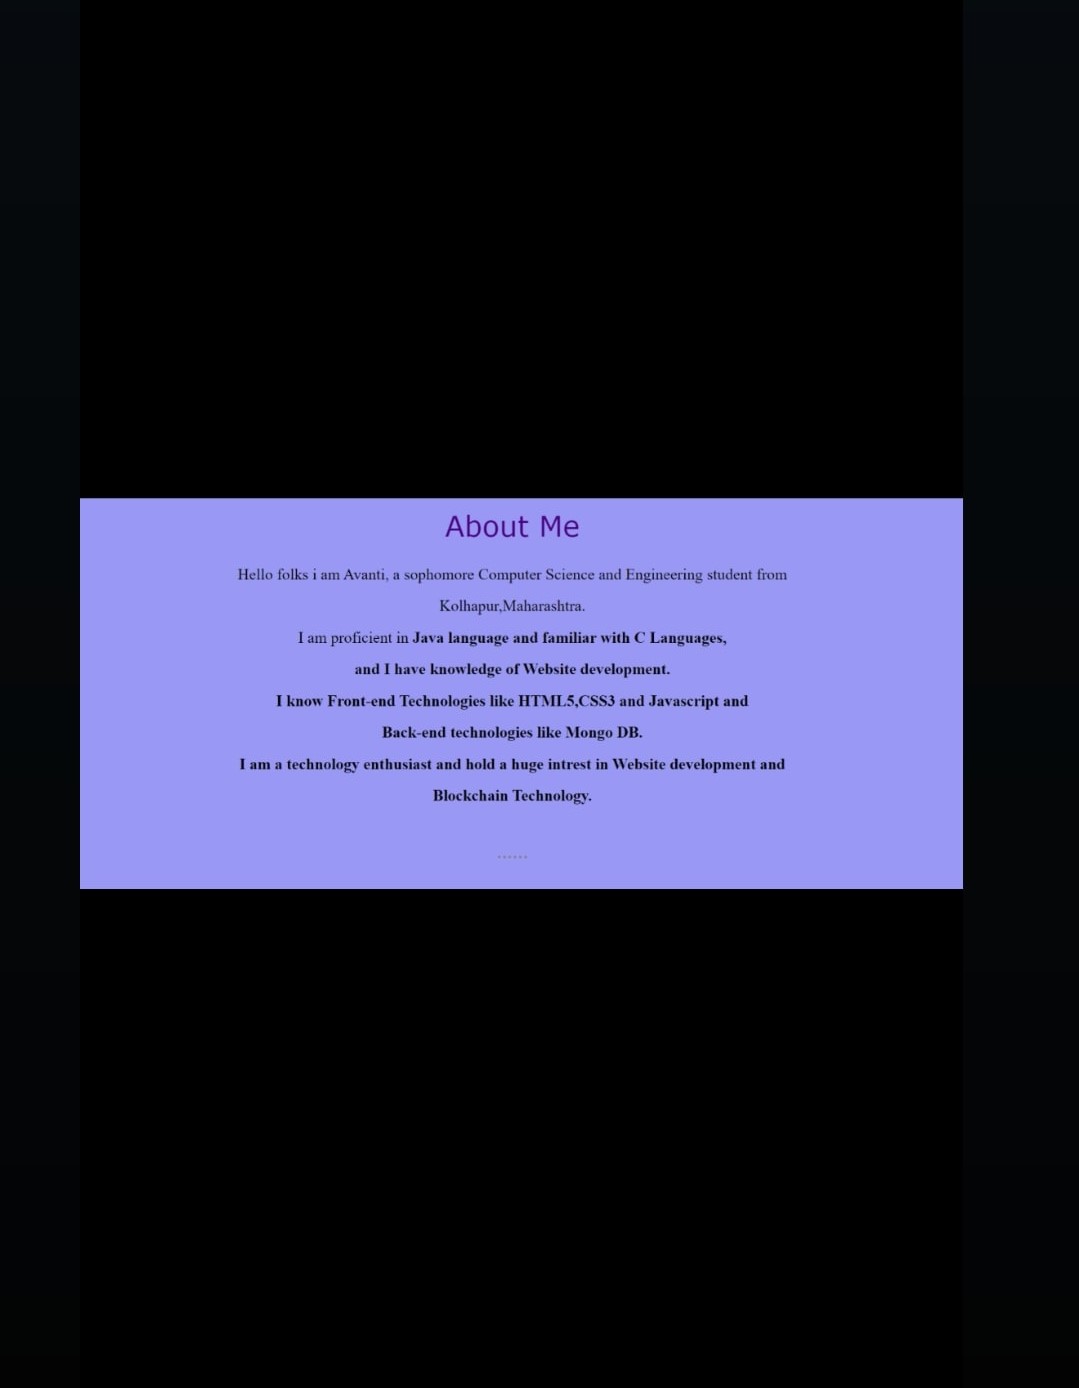 About Me
Hello folks i am Avanti, a sophomore Computer Science and Engineering student from
Kolhapur,Maharashtra.
I am proficient in Java language and familiar with C Languages,
and I have knowledge of Website development.
I know Front-end Technologies like HTML5,CSS3 and Javascript and
Back-end technologies like Mongo DB.
I am a technology enthusiast and hold a huge intrest in Website development and
Blockchain Technology.
......